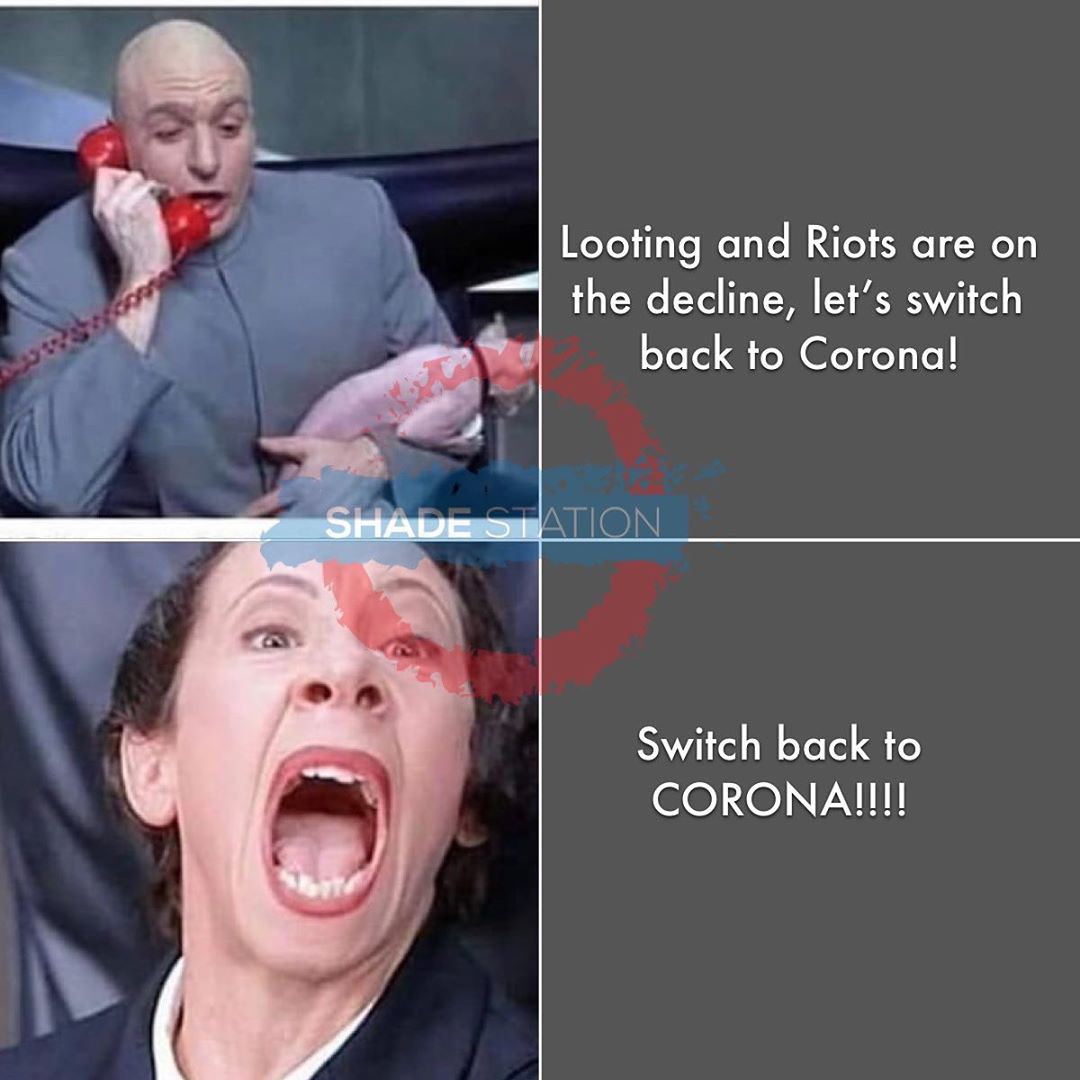 Looting and Riots are on
the decline, let’s switch
back to Corona!
SHADE STATION
Switch back to
CORONA!!!!